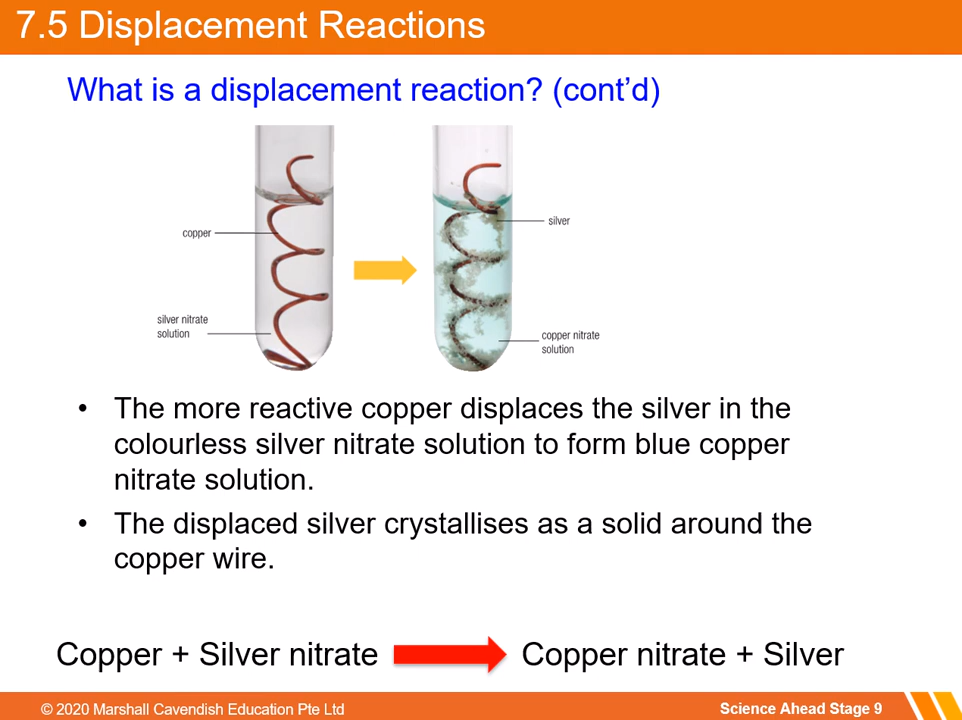 7.5 Displacement Reactions
What is a displacement reaction? (cont’d)
copper
silver nitrate
solution
silver
copper nitrate
solution
• The more reactive copper displaces the silver in the
colourless silver nitrate solution to form blue copper
nitrate solution.
• The displaced silver crystallises as a solid around the
copper wire.
Copper + Silver nitrate Copper nitrate + Silver
© 2020 Marshall Cavendish Education Pte Ltd
Science Ahead Stage 9